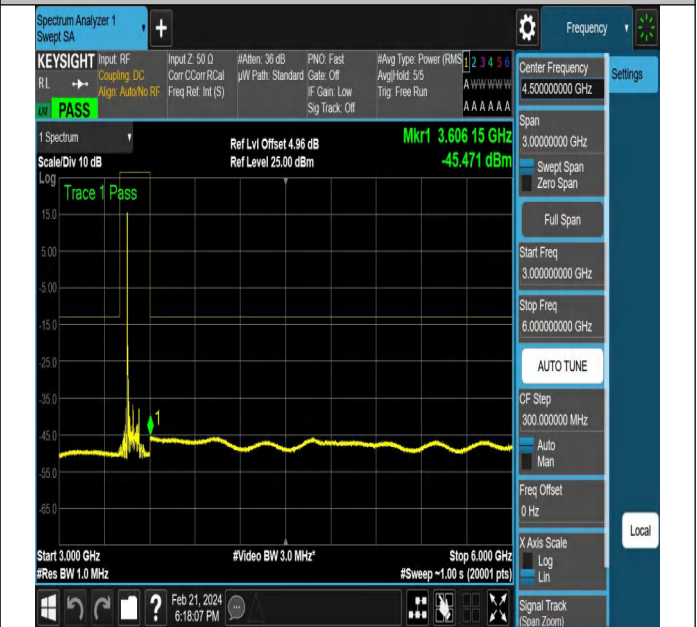 Spectrum Analyzer 1
Swept SA
Frequency
KEYSIGHT
RL
Input: RF
Coupling: DC
Align: Auto/No RF
Input Z: 50 Ω
Corr CCorr RCal
Freq Ref: Int (S)
#Atten: 36 dB
µW Path: Standard
PNO: Fast
Gate: Off
IF Gain: Low
Sig Track: Off
#Avg Type: Power (RMS
Avg|Hold: 5/5
Trig: Free Run
1 2 3 4 5 6
A W W W W W
A A A A A A
PASS
1 Spectrum
Scale/Div 10 dB
Ref Lvl Offset 4.96 dB
Ref Level 25.00 dBm
Mkr1 3.606 15 GHz
-45.471 dBm
Log
Trace 1 Pass
15.0
5.00
-5.00
-15.0
-25.0
-35.0
-45.0
-55.0
-65.0
1
Start 3.000 GHz
#Res BW 1.0 MHz
#Video BW 3.0 MHz*
Stop 6.000 GHz
#Sweep ~1.00 s (20001 pts)
Feb 21, 2024
6:18:07 PM
Center Frequency
4.500000000 GHz
Settings
Span
3.00000000 GHz
Swept Span
Zero Span
Full Span
Start Freq
3.000000000 GHz
Stop Freq
6.000000000 GHz
AUTO TUNE
CF Step
300.000000 MHz
Auto
Man
Freq Offset
0 Hz
X Axis Scale
Log
Lin
Local
Signal Track
(Span Zoom)